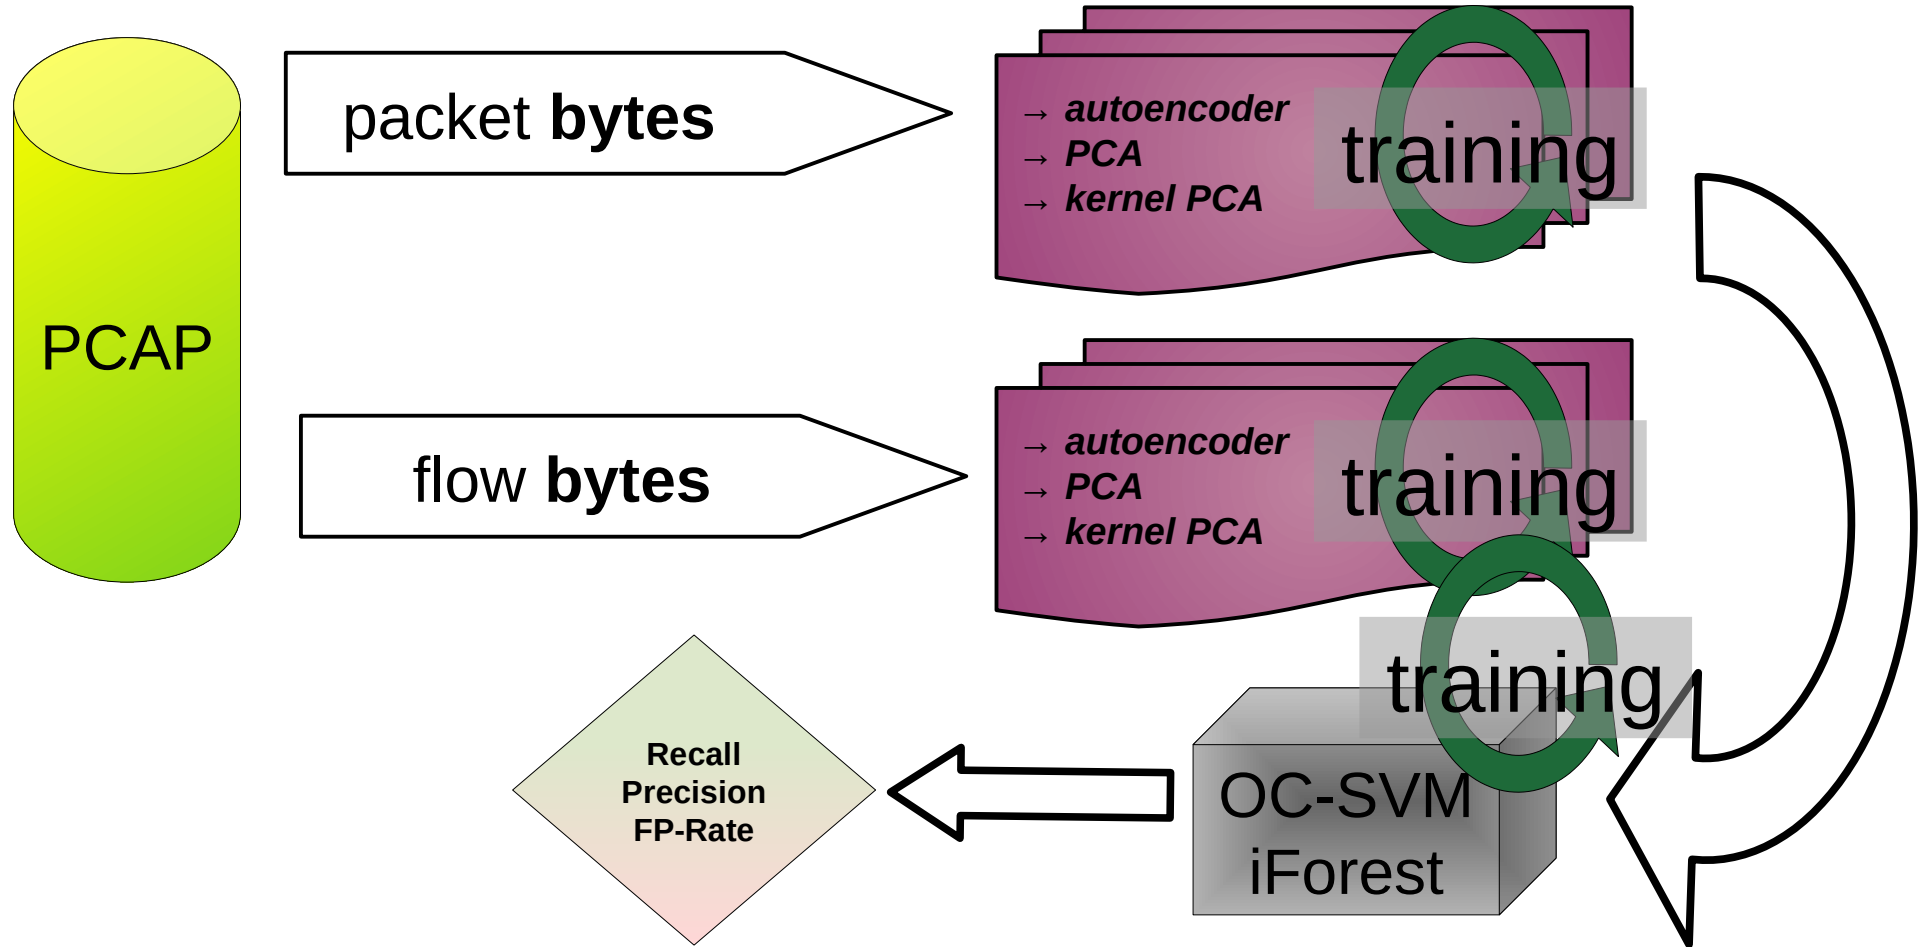 PCAP
packet bytes
→ autoencoder
→ PCA
→ kernel PCA
training
flow bytes
→ autoencoder
→ PCA
→ kernel PCA
training
training
OC-SVM
iForest
Recall
Precision
FP-Rate